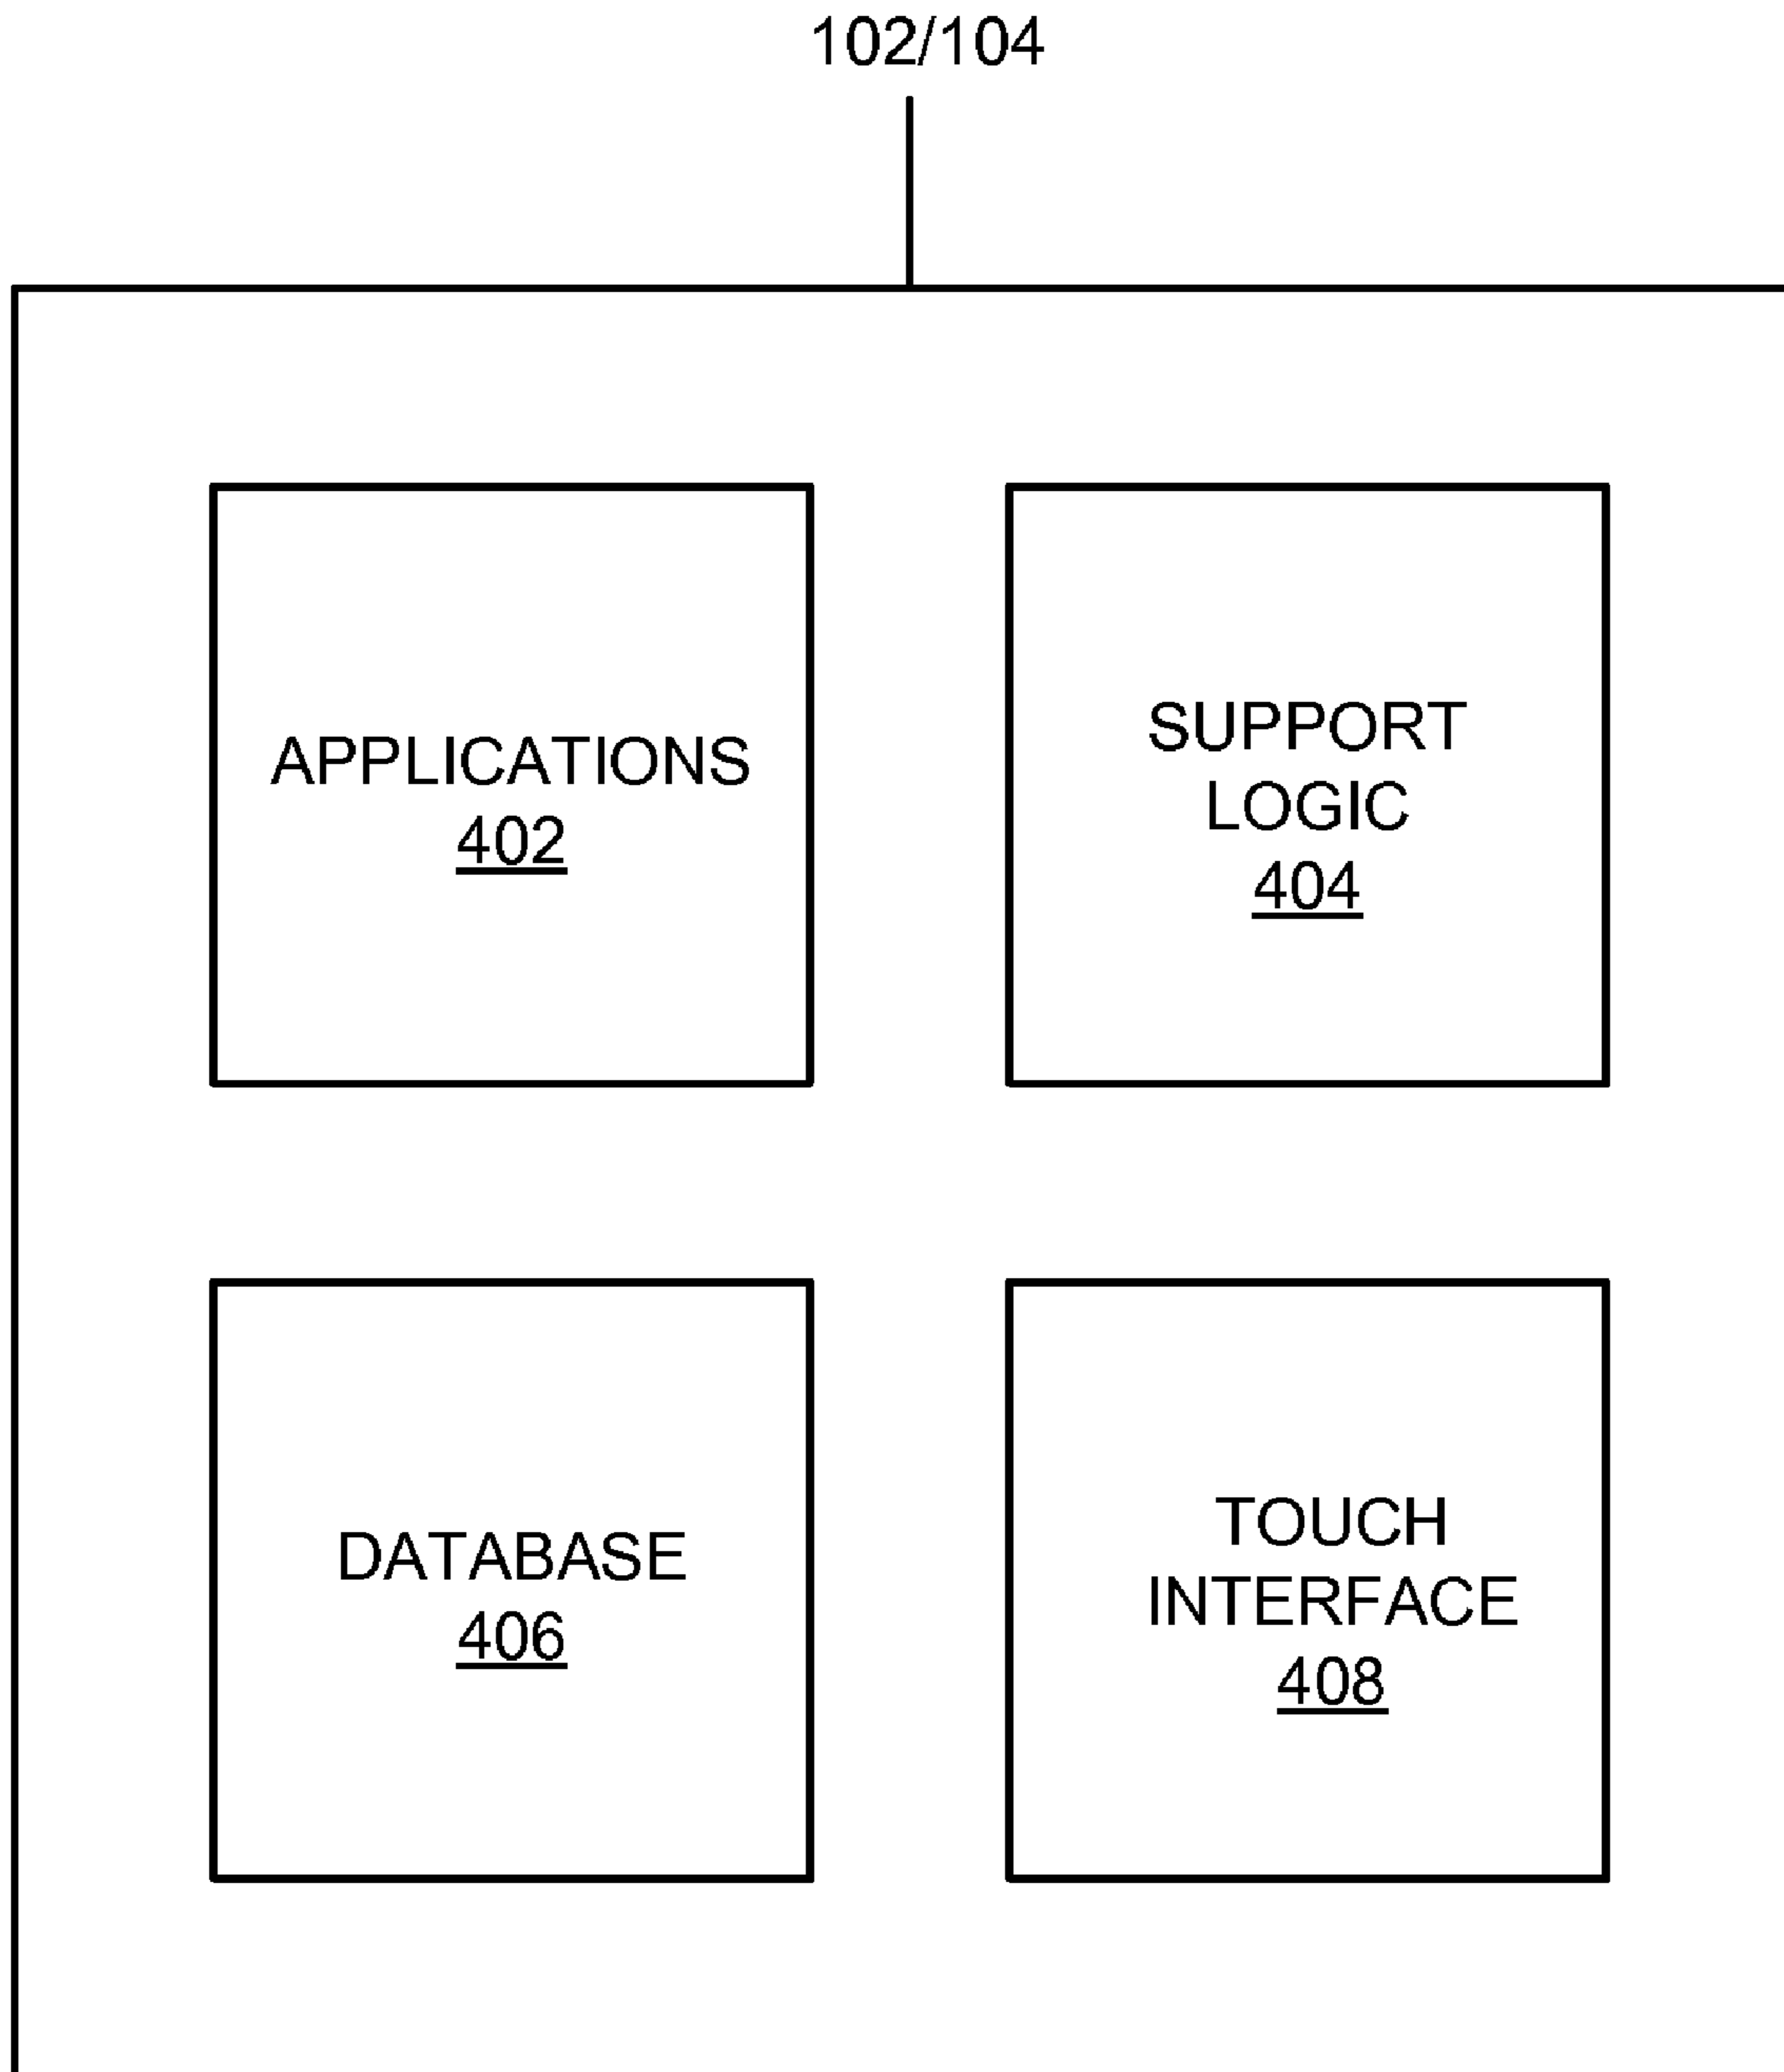 102/104
APPLICATIONS
402
SUPPORT
LOGIC
404
DATABASE
406
TOUCH
INTERFACE
408